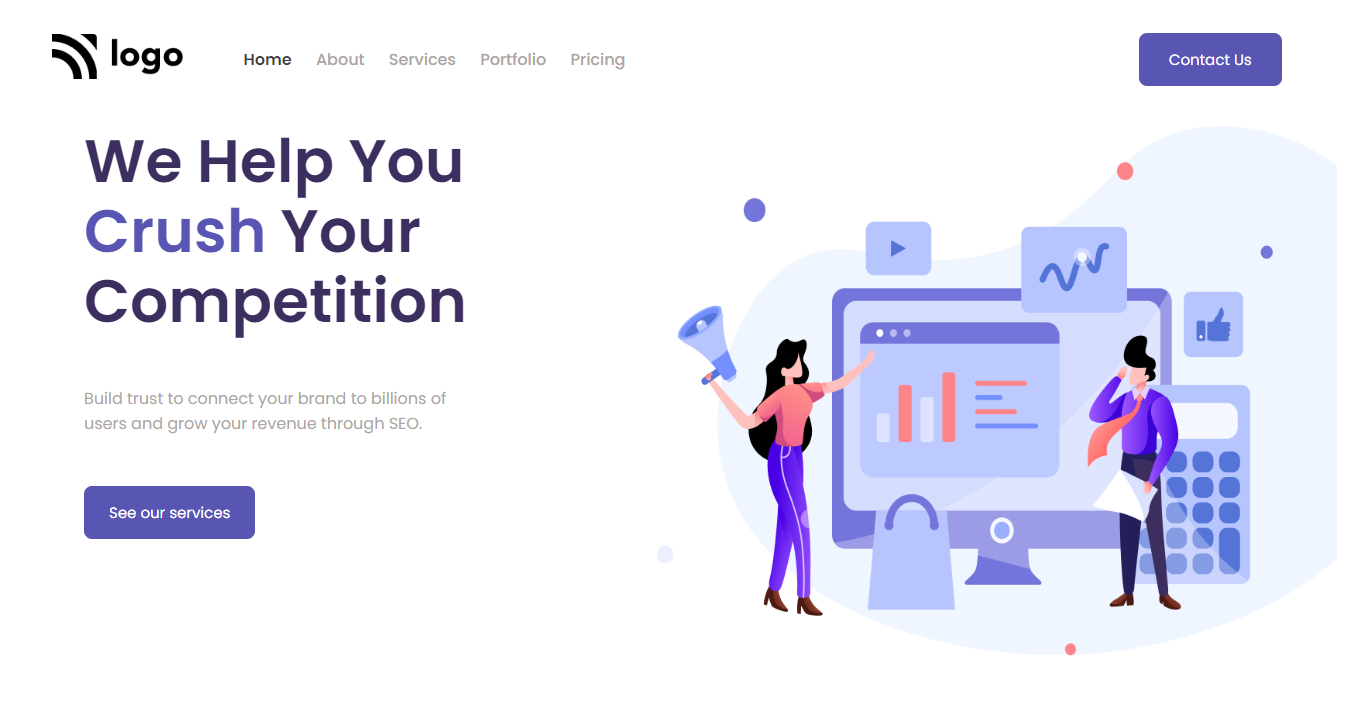 logo
Home About Services Portfolio Pricing
Contact Us
We Help You
Crush Your
Competition
Build trust to connect your brand to billions of
users and grow your revenue through SEO.
See our services